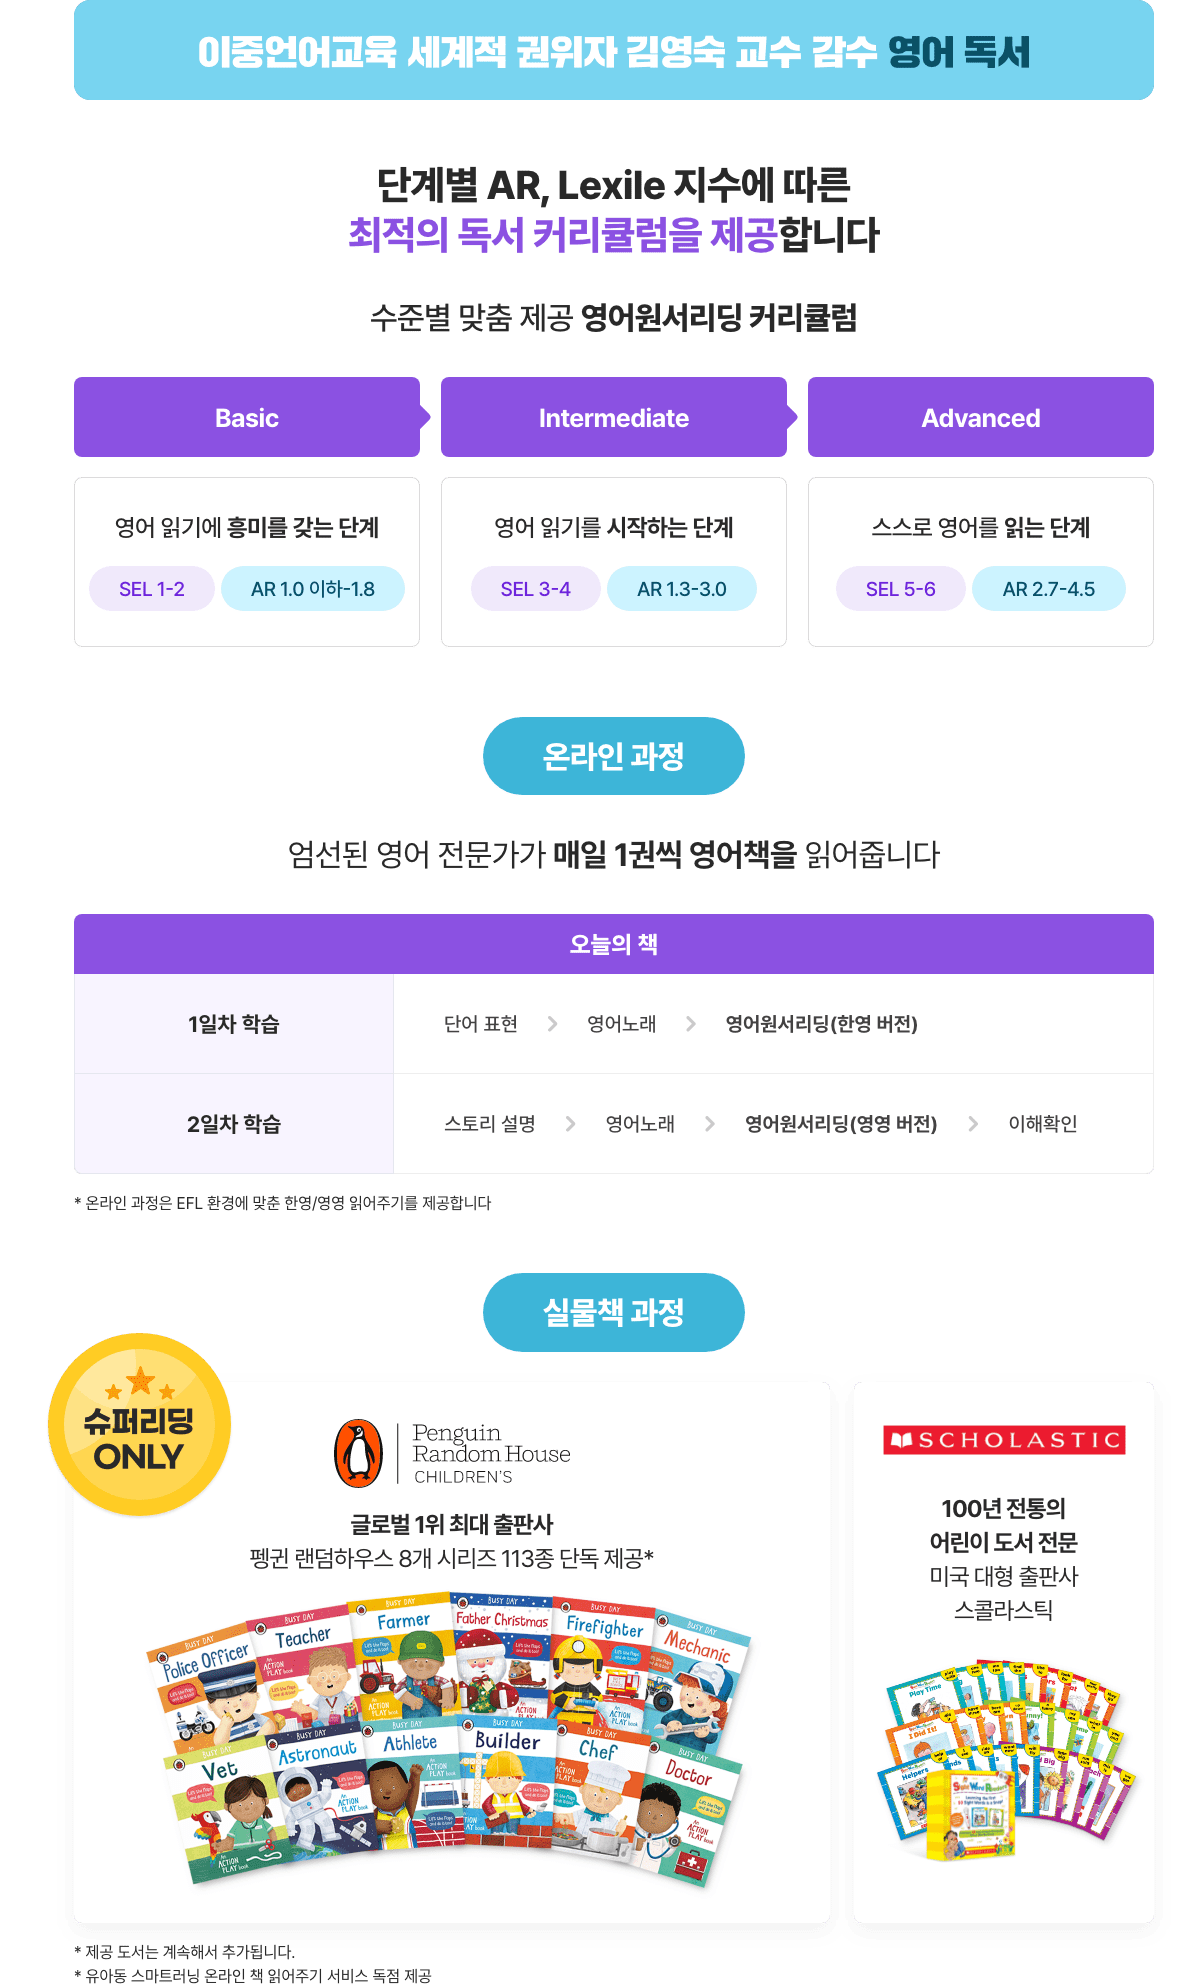 이중언어교육 세계적 권위자 김영숙 교수 감수 영어 독서
단계별 AR, Lexile 지수에 따른
최적의 독서 커리큘럼을 제공합니다
수준별 맞춤 제공 영어원서리딩 커리큘럼
Basic
Intermediate
Advanced
영어 읽기에 흥미를 갖는 단계
SEL 1-2
AR 1.0 이하-1.8
영어 읽기를 시작하는 단계
SEL 3-4
AR 1.3-3.0
스스로 영어를 읽는 단계
SEL 5-6
AR 2.7-4.5
온라인 과정
엄선된 영어 전문가가 매일 1권씩 영어책을 읽어줍니다
오늘의 책
1일차 학습
단어 표현
영어노래
영어원서리딩(한영 버전)
2일차 학습
스토리 설명
영어노래
영어원서리딩(영영 버전)
이해확인
* 온라인 과정은 EFL 환경에 맞춘 한영/영영 읽어주기를 제공합니다
실물책 과정
슈퍼리딩
ONLY
Penguin
Random House
CHILDREN'S
글로벌 1위 최대 출판사
펭귄 랜덤하우스 8개 시리즈 113종 단독 제공*
BUSY DAY
Police Officer
BUSY DAY
Teacher
BUSY DAY
Farmer
BUSY DAY
Father Christmas
BUSY DAY
Firefighter
BUSY DAY
Mechanic
BUSY DAY
Vet
BUSY DAY
Astronaut
BUSY DAY
Athlete
BUSY DAY
Builder
BUSY DAY
Chef
BUSY DAY
Doctor
An
ACTION
PLAY book
SCHOLASTIC
100년 전통의
어린이 도서 전문
미국 대형 출판사
스콜라스틱
Play Time
I Did It!
Helpers
* 제공 도서는 계속해서 추가됩니다.
* 유아동 스마트러닝 온라인 책 읽어주기 서비스 독점 제공